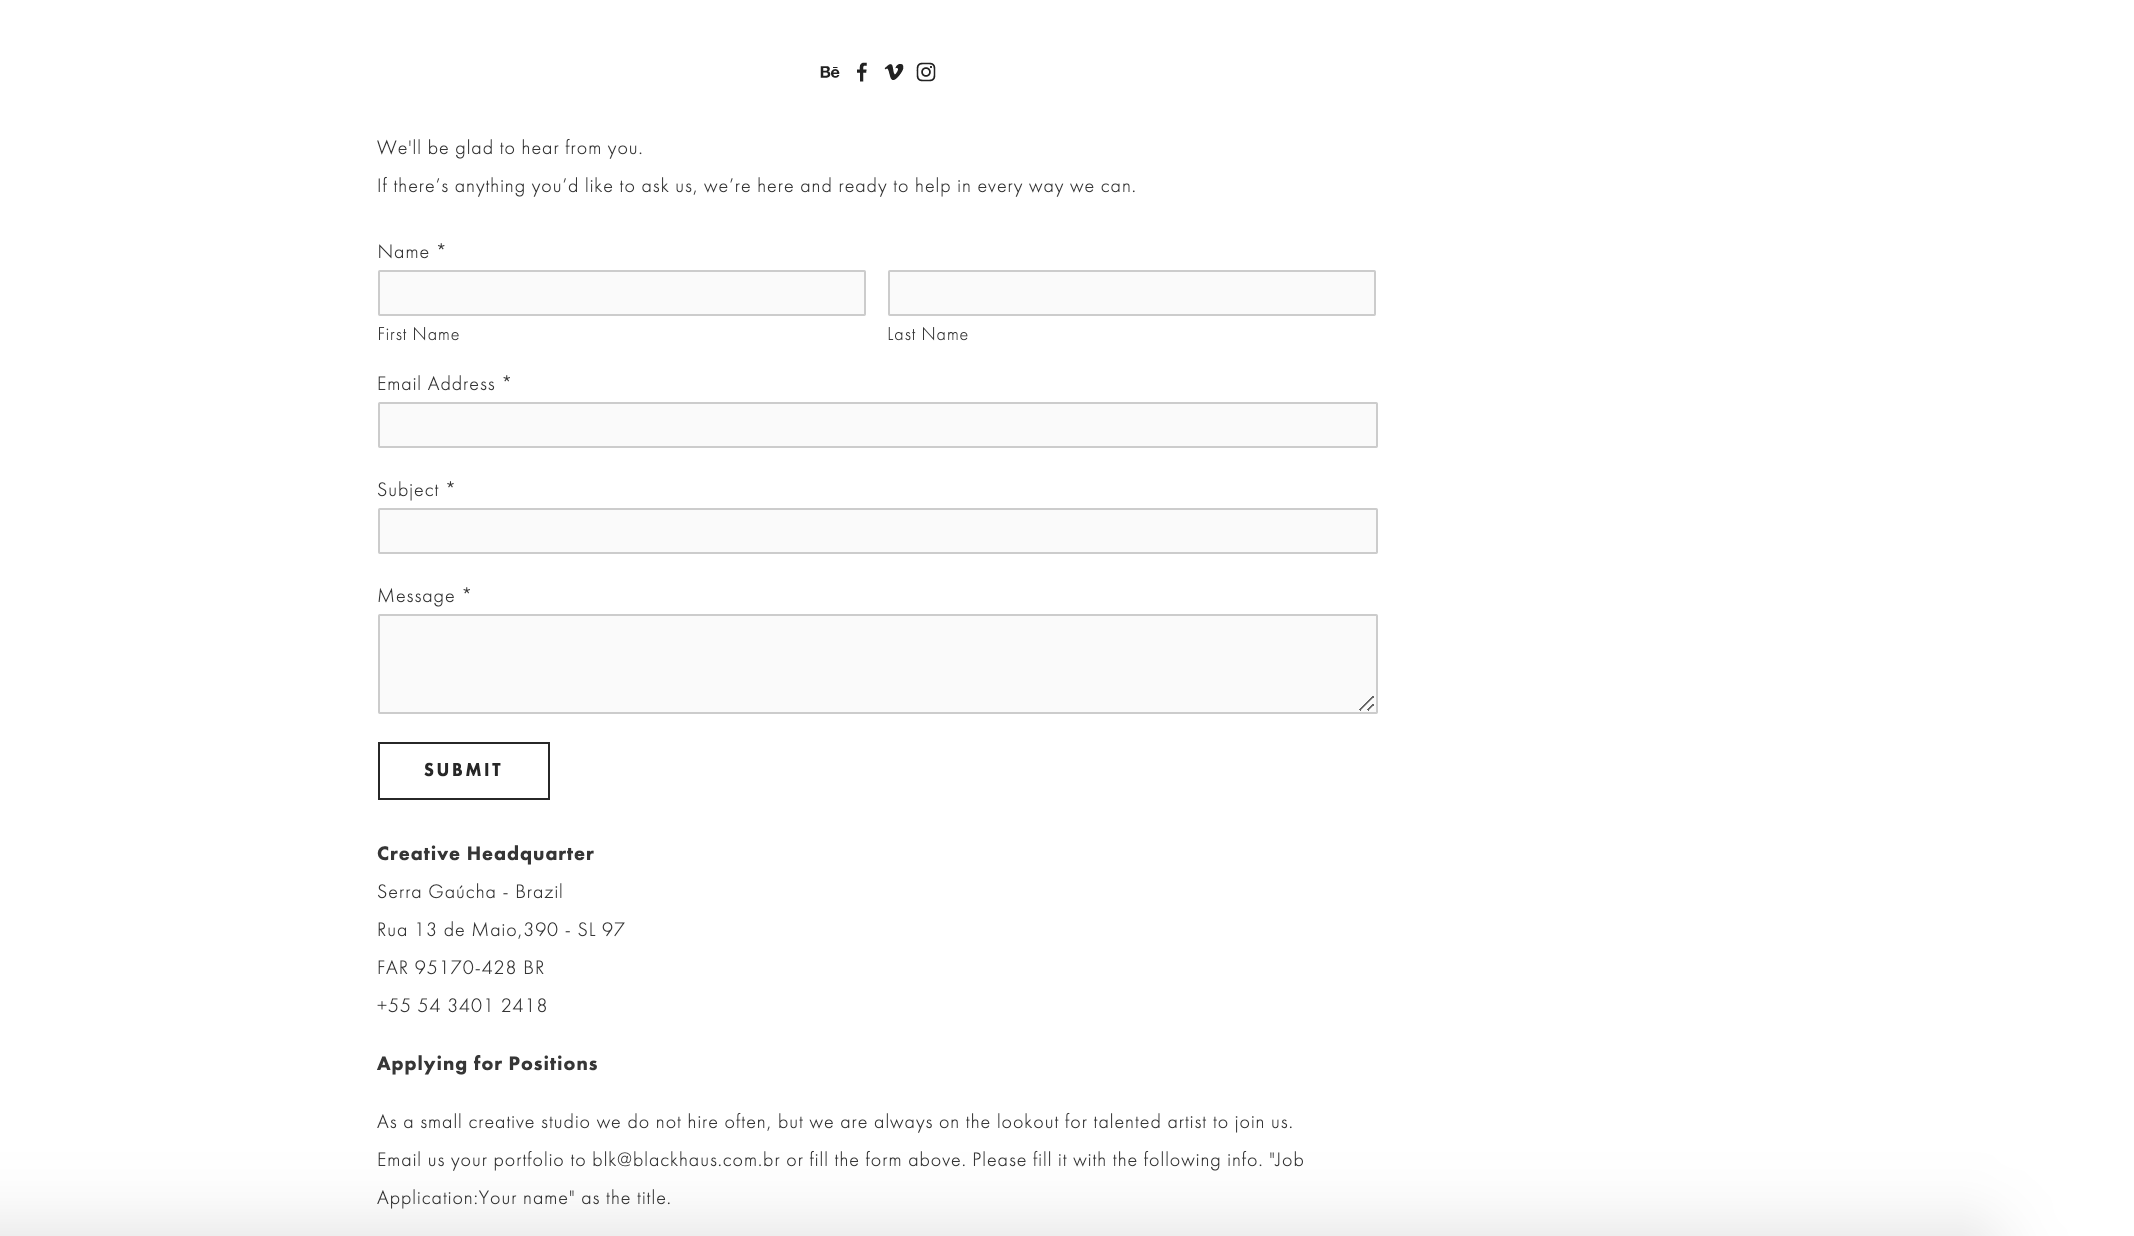 Bē
We'll be glad to hear from you.
If there’s anything you’d like to ask us, we’re here and ready to help in every way we can.
Name *
First Name
Last Name
Email Address *
Subject *
Message *
SUBMIT
Creative Headquarter
Serra Gaúcha - Brazil
Rua 13 de Maio,390 - SL 97
FAR 95170-428 BR
+55 54 3401 2418
Applying for Positions
As a small creative studio we do not hire often, but we are always on the lookout for talented artist to join us.
Email us your portfolio to blk@blackhaus.com.br or fill the form above. Please fill it with the following info. "Job
Application:Your name" as the title.